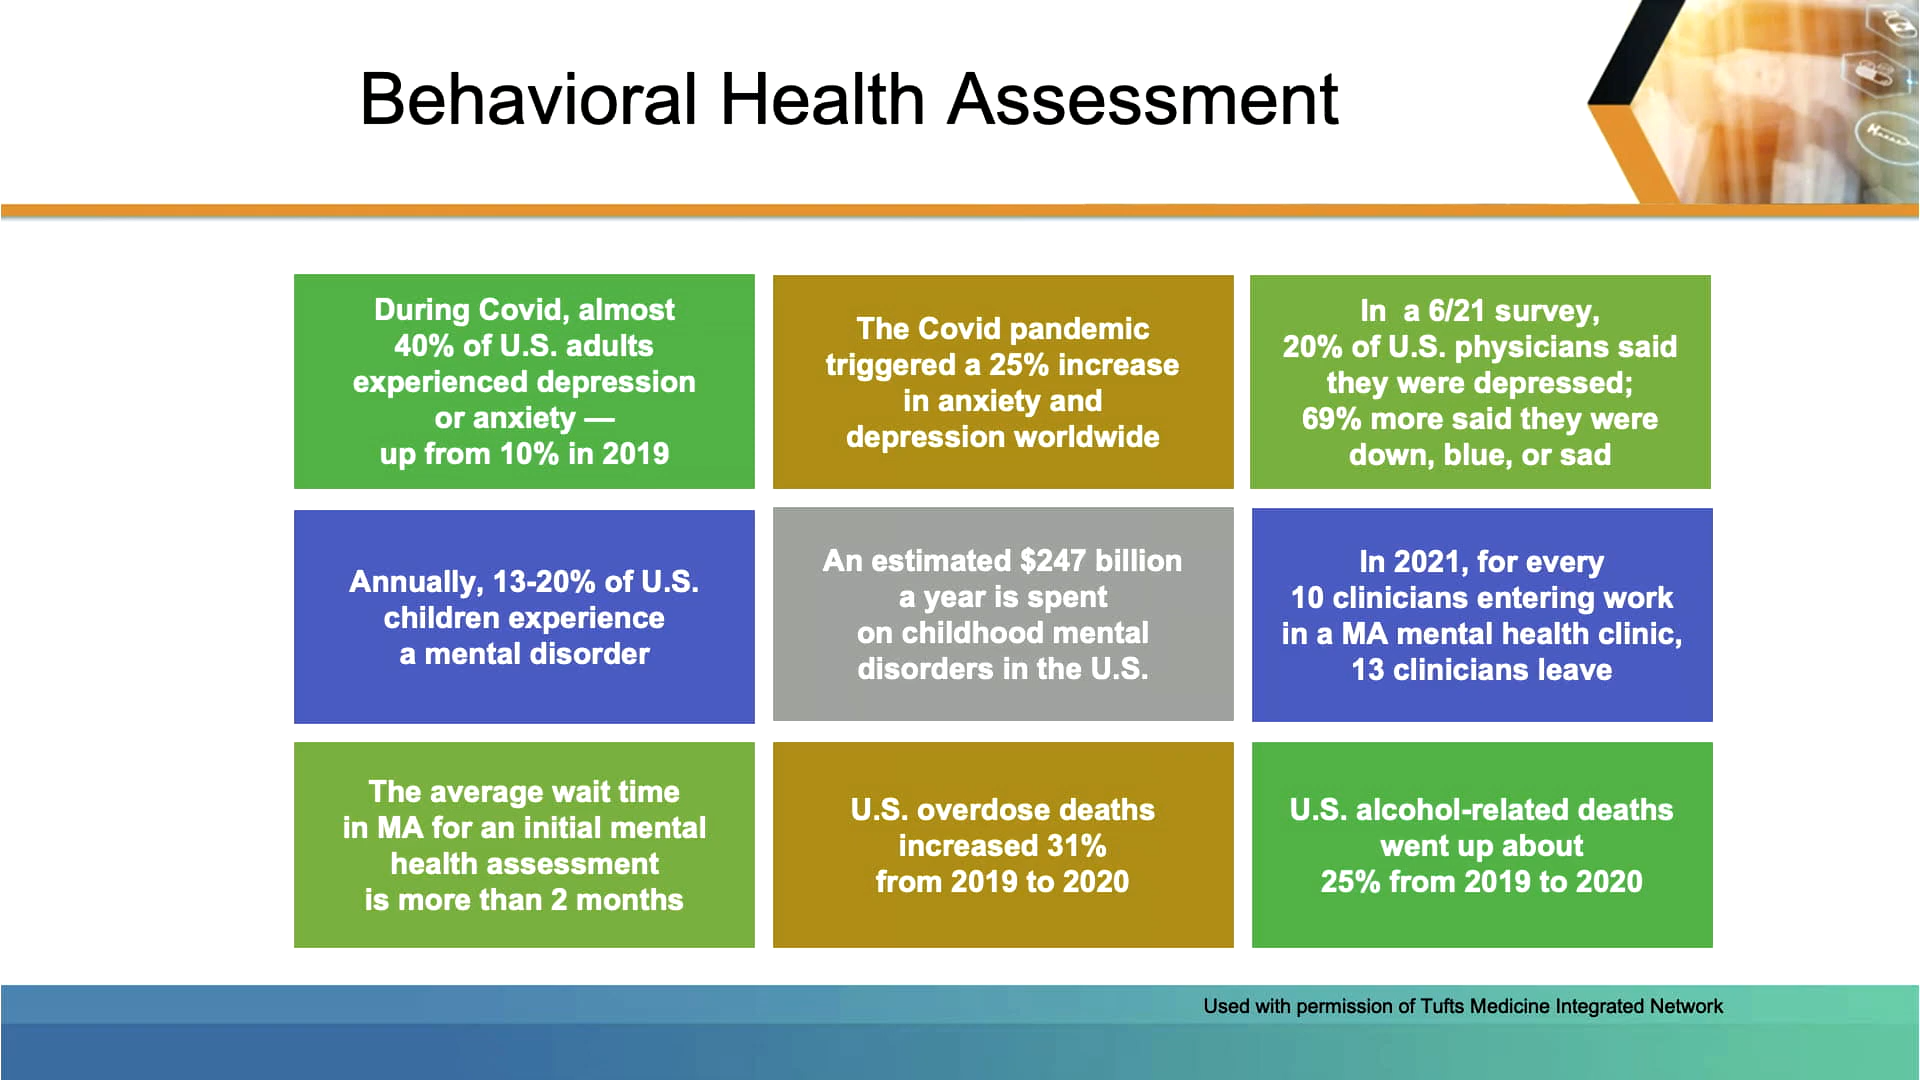 Behavioral Health Assessment
During Covid, almost
40% of U.S. adults
experienced depression
or anxiety —
up from 10% in 2019
The Covid pandemic
triggered a 25% increase
in anxiety and
depression worldwide
In a 6/21 survey,
20% of U.S. physicians said
they were depressed;
69% more said they were
down, blue, or sad
Annually, 13-20% of U.S.
children experience
a mental disorder
An estimated $247 billion
a year is spent
on childhood mental
disorders in the U.S.
In 2021, for every
10 clinicians entering work
in a MA mental health clinic,
13 clinicians leave
The average wait time
in MA for an initial mental
health assessment
is more than 2 months
U.S. overdose deaths
increased 31%
from 2019 to 2020
U.S. alcohol-related deaths
went up about
25% from 2019 to 2020
Used with permission of Tufts Medicine Integrated Network